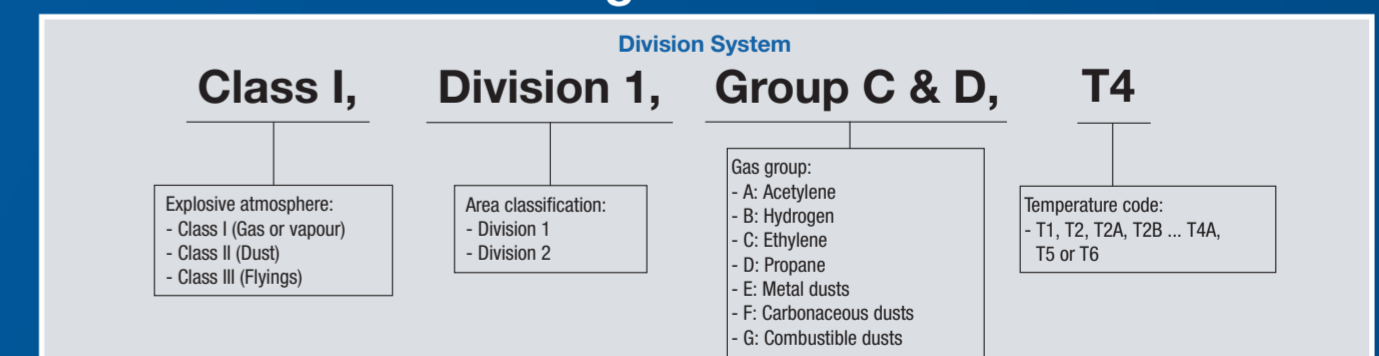 Division System
Class I, Division 1, Group C & D, T4
Explosive atmosphere:
- Class I (Gas or vapour)
- Class II (Dust)
- Class III (Flyings)
Area classification:
- Division 1
- Division 2
Gas group:
- A: Acetylene
- B: Hydrogen
- C: Ethylene
- D: Propane
- E: Metal dusts
- F: Carbonaceous dusts
- G: Combustible dusts
Temperature code:
- T1, T2, T2A, T2B ... T4A,
T5 or T6